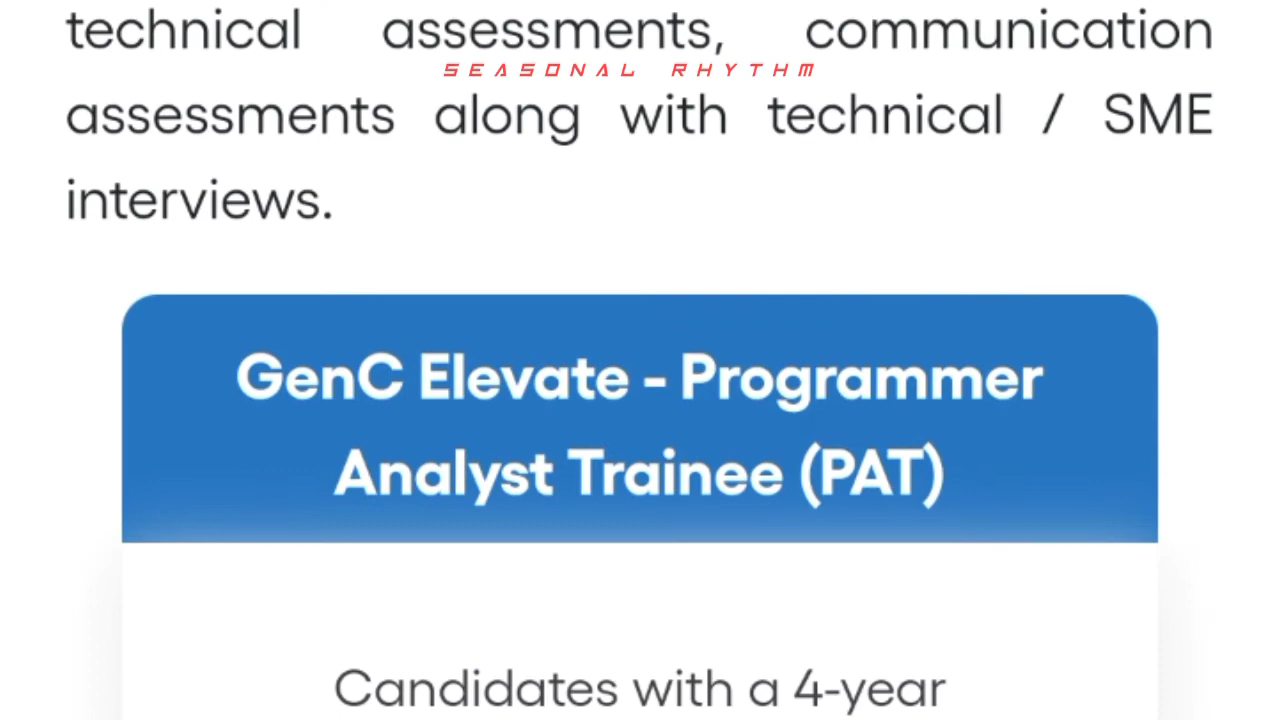 technical assessments, communication
SEASONAL RHYTHM
assessments along with technical / SME
interviews.
GenC Elevate - Programmer
Analyst Trainee (PAT)
Candidates with a 4-year